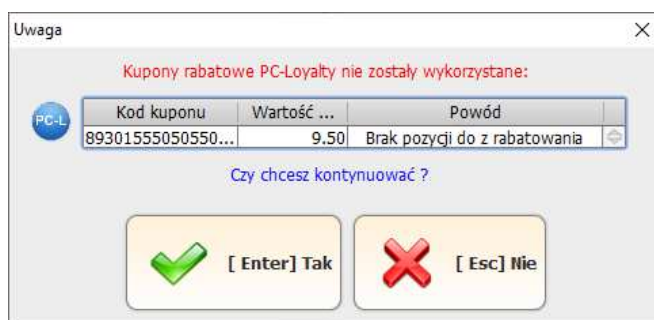 Uwaga
Kupony rabatowe PC-Loyalty nie zostały wykorzystane:
PC-L
Kod kuponu Wartość ... Powód
89301555050550... 9.50 Brak pozycji do z rabatowania
Czy chcesz kontynuować ?
[ Enter] Tak [ Esc] Nie